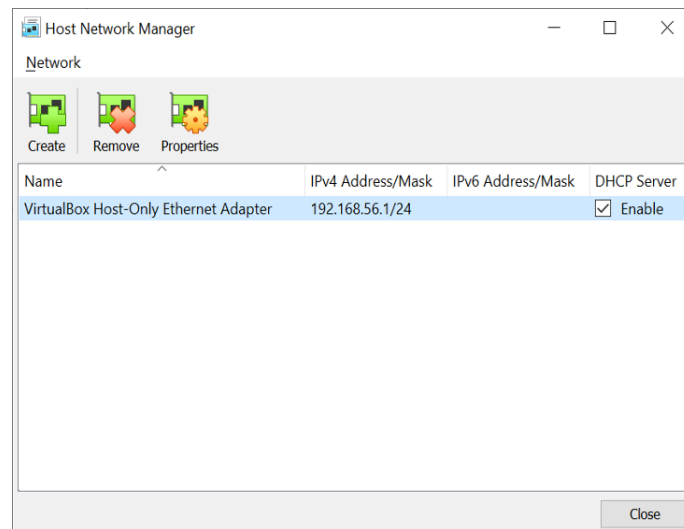 Host Network Manager
Network
Create Remove Properties
Name IPv4 Address/Mask IPv6 Address/Mask DHCP Server
VirtualBox Host-Only Ethernet Adapter 192.168.56.1/24 Enable
Close